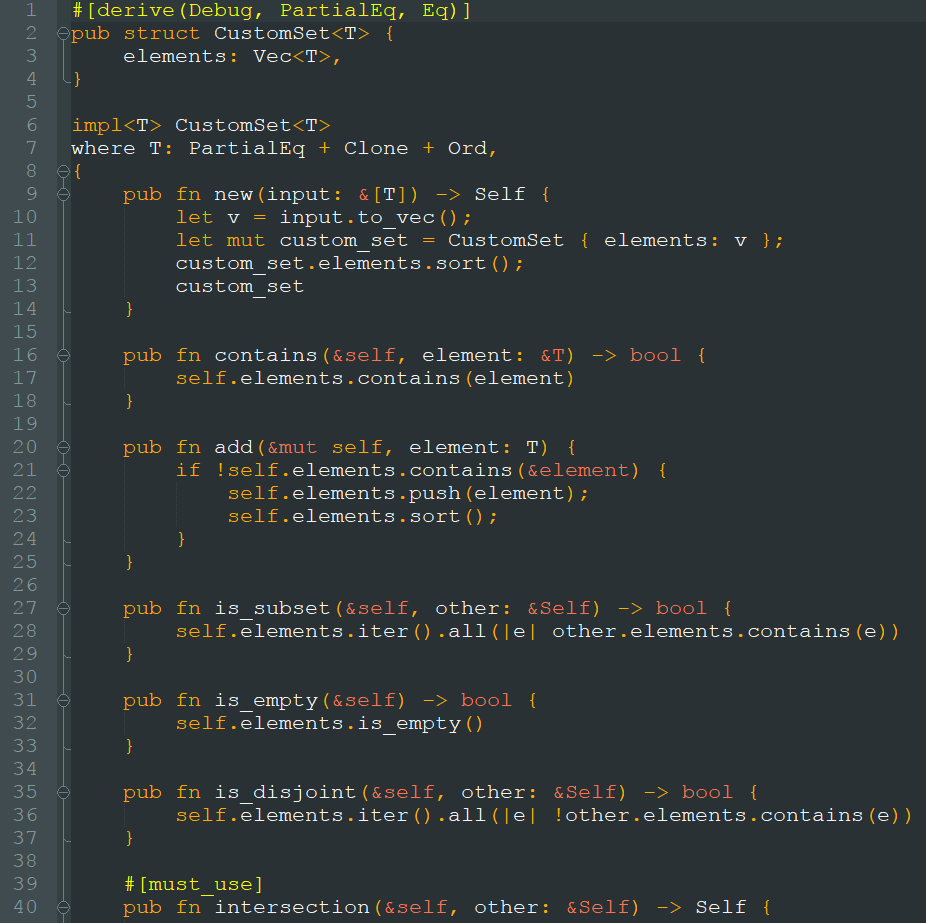 1 #[derive(Debug, PartialEq, Eq)]
2 pub struct CustomSet<T> {
3     elements: Vec<T>,
4 }
5
6 impl<T> CustomSet<T>
7 where T: PartialEq + Clone + Ord,
8 {
9     pub fn new(input: &[T]) -> Self {
10         let v = input.to_vec();
11         let mut custom_set = CustomSet { elements: v };
12         custom_set.elements.sort();
13         custom_set
14     }
15
16     pub fn contains(&self, element: &T) -> bool {
17         self.elements.contains(element)
18     }
19
20     pub fn add(&mut self, element: T) {
21         if !self.elements.contains(&element) {
22             self.elements.push(element);
23             self.elements.sort();
24         }
25     }
26
27     pub fn is_subset(&self, other: &Self) -> bool {
28         self.elements.iter().all(|e| other.elements.contains(e))
29     }
30
31     pub fn is_empty(&self) -> bool {
32         self.elements.is_empty()
33     }
34
35     pub fn is_disjoint(&self, other: &Self) -> bool {
36         self.elements.iter().all(|e| !other.elements.contains(e))
37     }
38
39     #[must_use]
40     pub fn intersection(&self, other: &Self) -> Self {